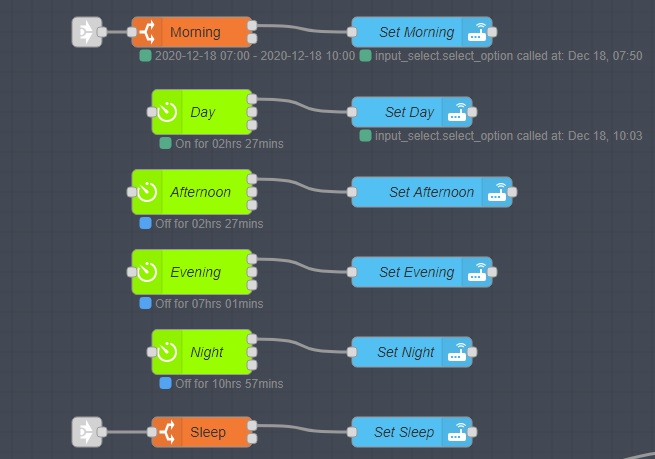 Morning
Set Morning
2020-12-18 07:00 - 2020-12-18 10:00
input_select.select_option called at: Dec 18, 07:50
Day
Set Day
On for 02hrs 27mins
input_select.select_option called at: Dec 18, 10:03
Afternoon
Set Afternoon
Off for 02hrs 27mins
Evening
Set Evening
Off for 07hrs 01mins
Night
Set Night
Off for 10hrs 57mins
Sleep
Set Sleep